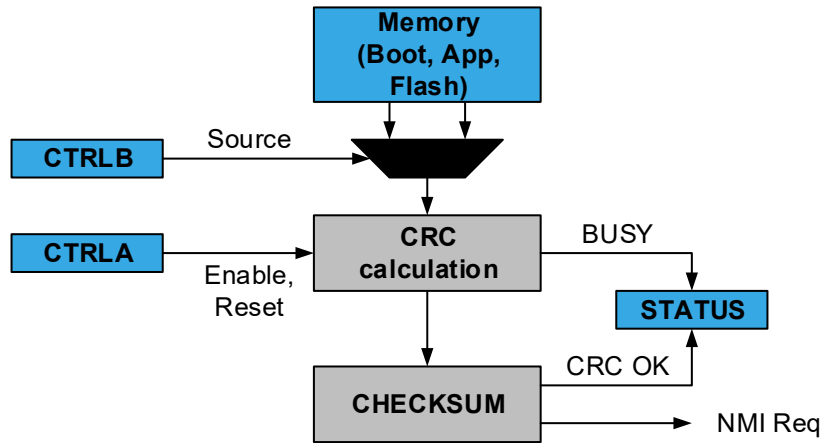 Memory
(Boot, App,
Flash)
Source
CTRLB
CTRLA
Enable,
Reset
CRC
calculation
BUSY
STATUS
CRC OK
CHECKSUM
NMI Req